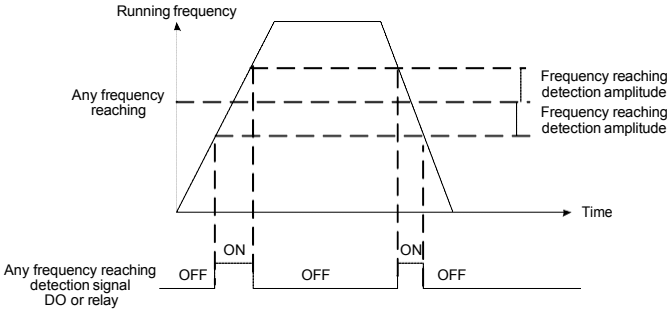 Running frequency
Frequency reaching
detection amplitude
Any frequency
reaching
Frequency reaching
detection amplitude
Time
ON
ON
Any frequency reaching
detection signal
DO or relay
OFF
OFF
OFF